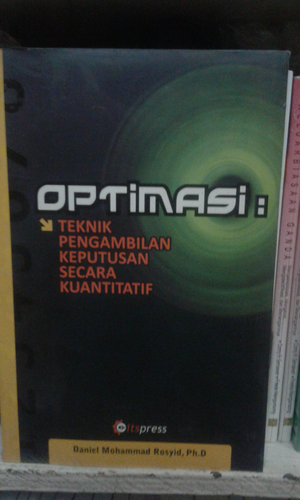 OPTIMASI:
TEKNIK
PENGAMBILAN
KEPUTUSAN
SECARA
KUANTITATIF
itspress
Daniel Mohammad Rosyid, Ph.D